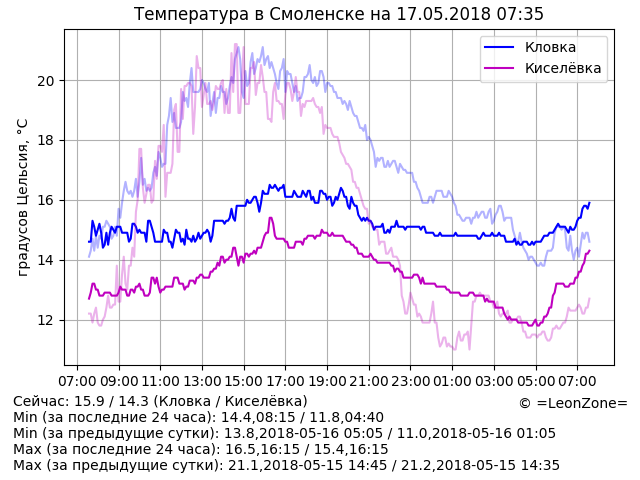 Температура в Смоленске на 17.05.2018 07:35
Кловка
Киселёвка
градусов Цельсия, °C
20
18
16
14
12
07:00 09:00 11:00 13:00 15:00 17:00 19:00 21:00 23:00 01:00 03:00 05:00 07:00
Сейчас: 15.9 / 14.3 (Кловка / Киселёвка)
© =LeonZone=
Min (за последние 24 часа): 14.4,08:15 / 11.8,04:40
Min (за предыдущие сутки): 13.8,2018-05-16 05:05 / 11.0,2018-05-16 01:05
Max (за последние 24 часа): 16.5,16:15 / 15.4,16:15
Max (за предыдущие сутки): 21.1,2018-05-15 14:45 / 21.2,2018-05-15 14:35